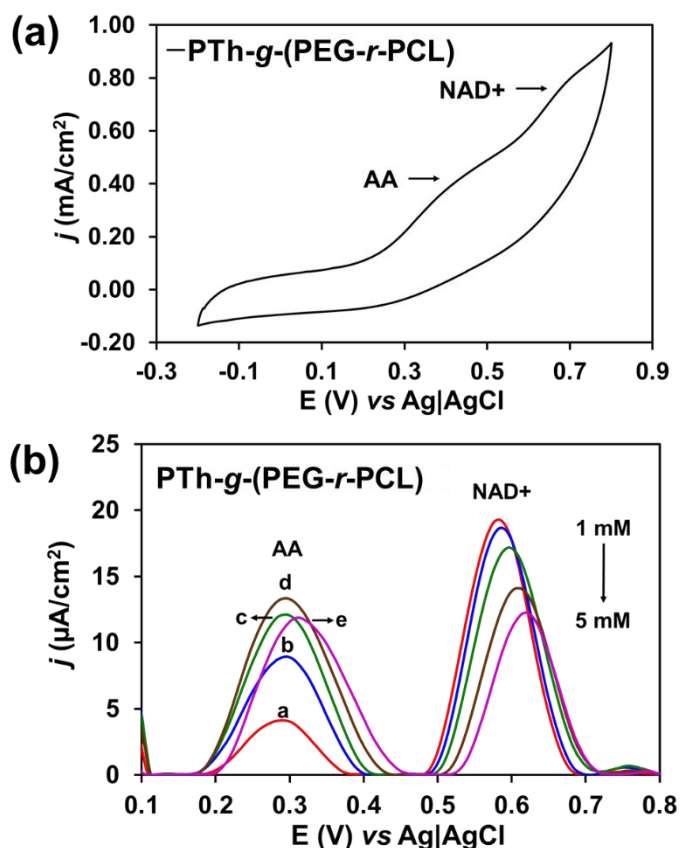 (a)
PTh-g-(PEG-r-PCL)
NAD+
AA
1.00
0.80
0.60
0.40
0.20
0.00
-0.20
j (mA/cm²)
-0.3 -0.1 0.1 0.3 0.5 0.7 0.9
E (V) vs Ag|AgCl
(b)
PTh-g-(PEG-r-PCL)
NAD+
AA
1 mM
5 mM
d
c
e
b
a
25
20
15
10
5
0
j (µA/cm²)
0.1 0.2 0.3 0.4 0.5 0.6 0.7 0.8
E (V) vs Ag|AgCl